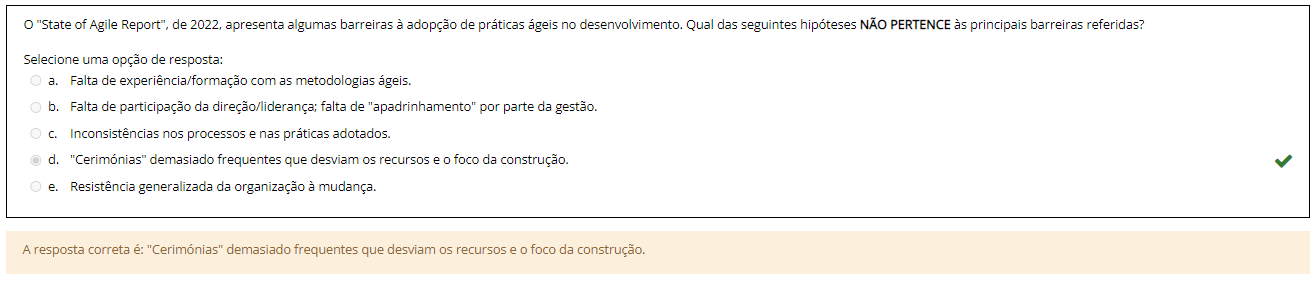 O "State of Agile Report", de 2022, apresenta algumas barreiras à adopção de práticas ágeis no desenvolvimento. Qual das seguintes hipóteses NÃO PERTENCE às principais barreiras referidas?
Selecione uma opção de resposta:
a. Falta de experiência/formação com as metodologias ágeis.
b. Falta de participação da direção/liderança; falta de "apadrinhamento" por parte da gestão.
c. Inconsistências nos processos e nas práticas adotados.
d. "Cerimónias" demasiado frequentes que desviam os recursos e o foco da construção.
e. Resistência generalizada da organização à mudança.
A resposta correta é: "Cerimónias" demasiado frequentes que desviam os recursos e o foco da construção.